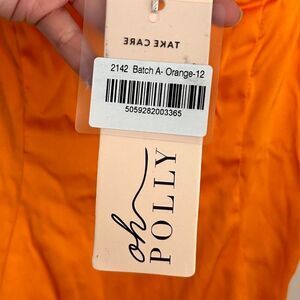 TAKE CARE
2142 Batch A- Orange-12
5059282003365
oh
POLLY